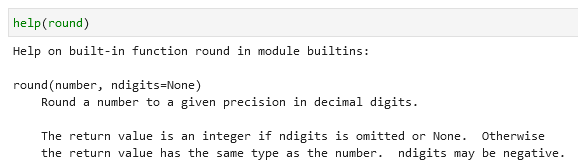 help(round)
Help on built-in function round in module builtins:
round(number, ndigits=None)
Round a number to a given precision in decimal digits.
The return value is an integer if ndigits is omitted or None.  Otherwise
the return value has the same type as the number.  ndigits may be negative.